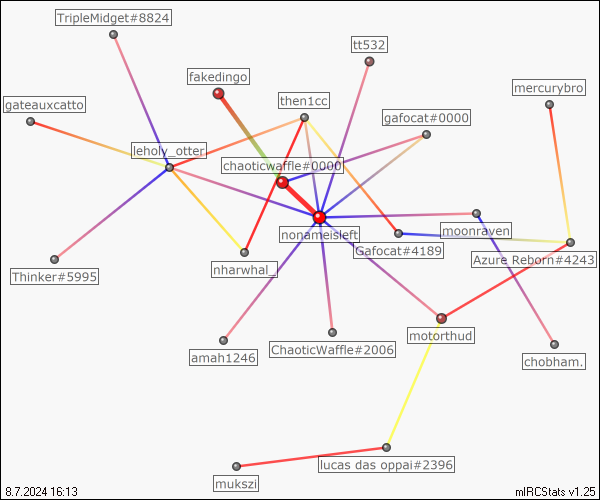 TripleMidget#8824
tt532
fakedingo
mercurybro
gateauxcatto
then1cc
gafocat#0000
leholy_otter
chaoticwaffle#0000
nonameisleft
moonraven
Gafocat#4189
Azure Reborn#4243
Thinker#5995
nharwhal_
motorthud
ChaoticWaffle#2006
amah1246
chobham.
lucas das oppai#2396
mukszi
8.7.2024 16:13
mIRCStats v1.25